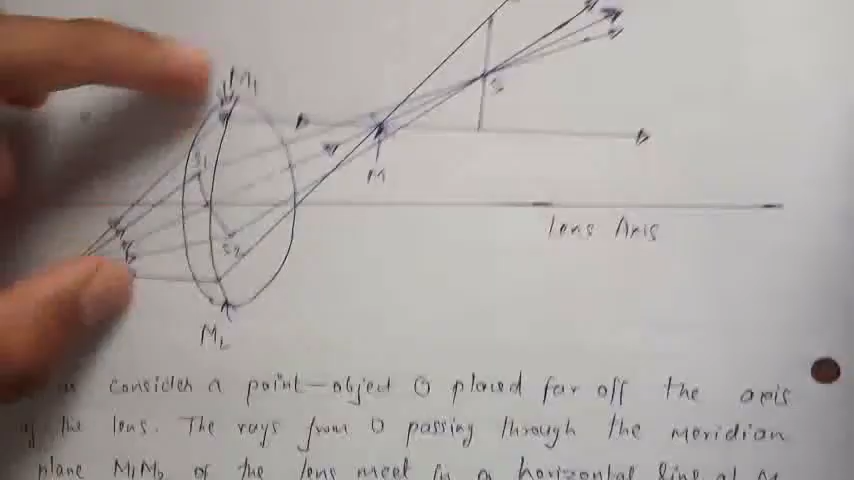 M1
S1
S
M
S2
lens Axis
M2
us consider a point-object O placed far off the axis
of the lens. The rays from O passing through the meridian
plane M1M2 of the lens meet in a horizontal line at M